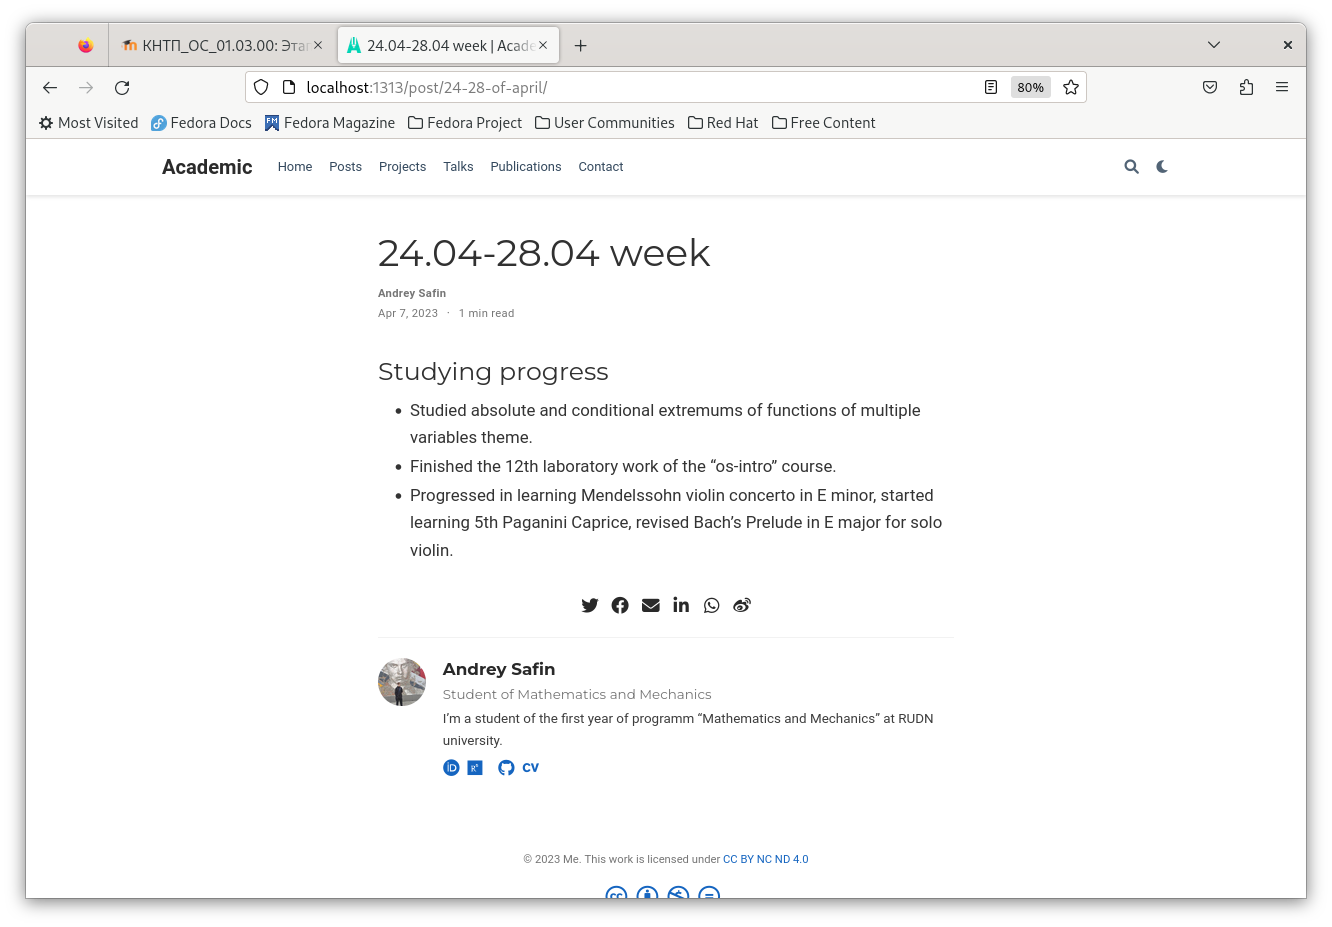 КНТП_ОС_01.03.00: Эта
24.04-28.04 week | Acade
localhost:1313/post/24-28-of-april/
80%
Most Visited
Fedora Docs
Fedora Magazine
Fedora Project
User Communities
Red Hat
Free Content
Academic
Home
Posts
Projects
Talks
Publications
Contact
24.04-28.04 week
Andrey Safin
Apr 7, 2023 · 1 min read
Studying progress
• Studied absolute and conditional extremums of functions of multiple
variables theme.
• Finished the 12th laboratory work of the “os-intro” course.
• Progressed in learning Mendelssohn violin concerto in E minor, started
learning 5th Paganini Caprice, revised Bach’s Prelude in E major for solo
violin.
Andrey Safin
Student of Mathematics and Mechanics
I’m a student of the first year of programm “Mathematics and Mechanics” at RUDN
university.
CV
© 2023 Me. This work is licensed under CC BY NC ND 4.0